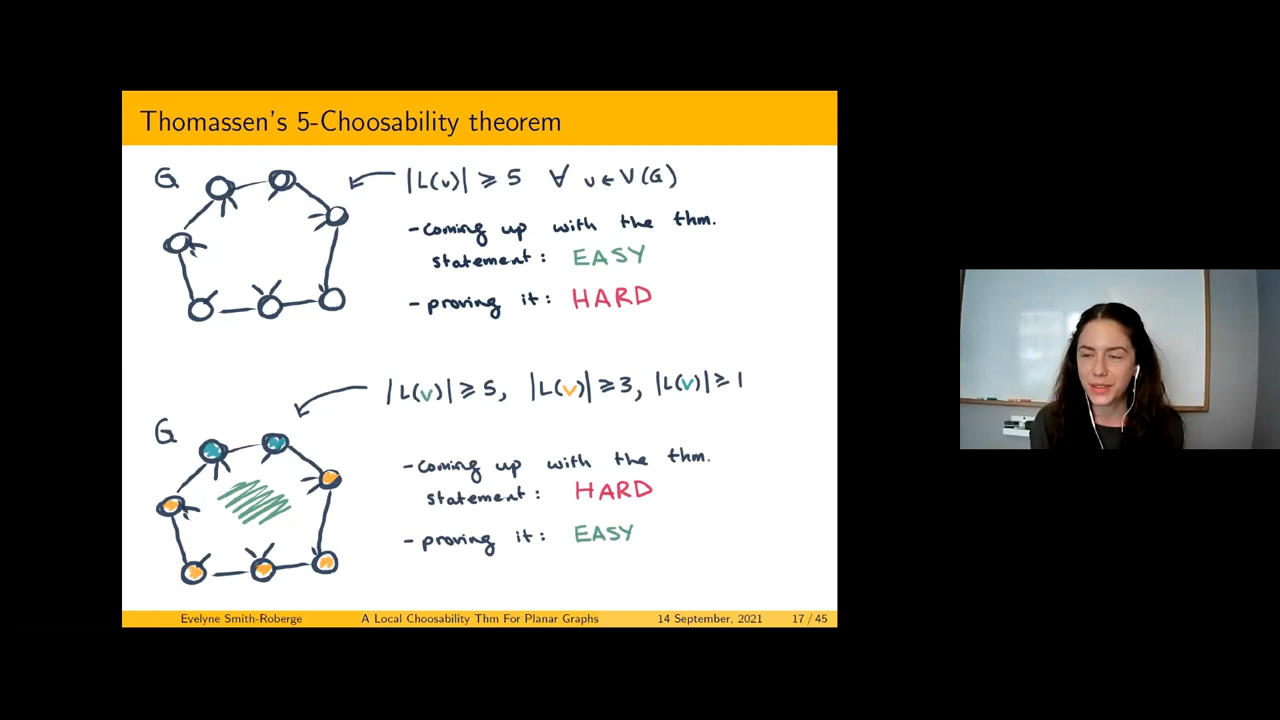 Thomassen's 5-Choosability theorem
G
|L(v)| ≥ 5 ∀ v ∈ V(G)
- coming up with the thm.
statement: EASY
- proving it: HARD
|L(v)| ≥ 5, |L(v)| ≥ 3, |L(v)| ≥ 1
G
- coming up with the thm.
statement: HARD
- proving it: EASY
Evelyne Smith-Roberge A Local Choosability Thm For Planar Graphs 14 September, 2021 17 / 45